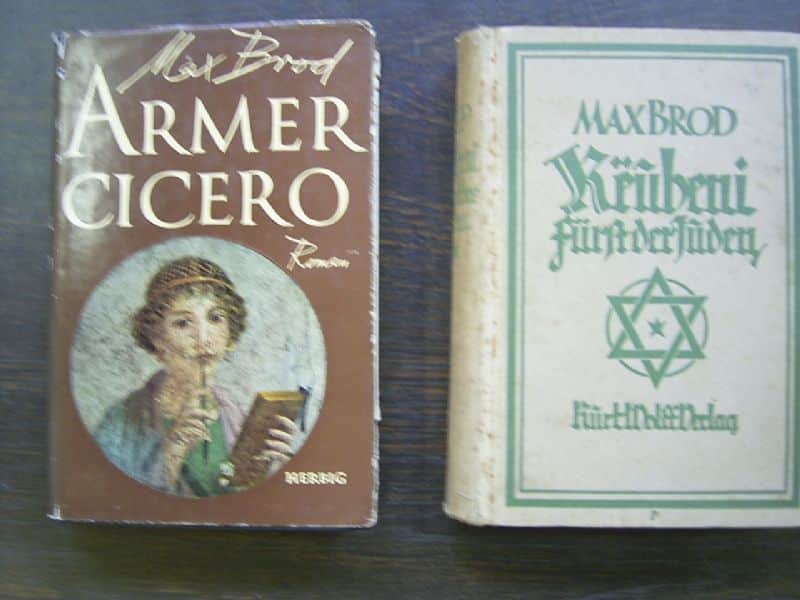 Max Brod
ARMER
CICERO
Roman
HERBIG
MAX BROD
Rëubeni
Fürst der Juden
Kurt Wolff Verlag